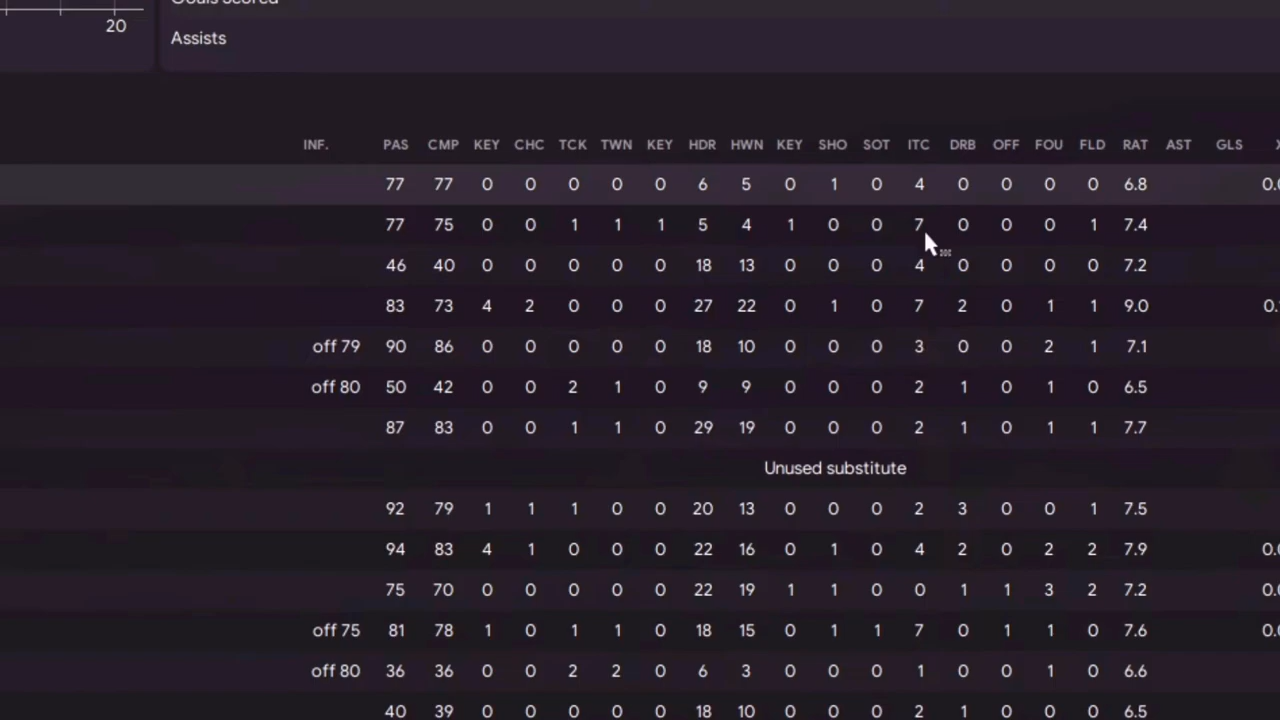 20
Goals scored
Assists
INF. PAS CMP KEY CHC TCK TWN KEY HDR HWN KEY SHO SOT ITC DRB OFF FOU FLD RAT AST GLS
77 77 0 0 0 0 0 6 5 0 1 0 4 0 0 0 0 6.8
77 75 0 0 1 1 1 5 4 1 0 0 7 0 0 0 1 7.4
46 40 0 0 0 0 0 18 13 0 0 0 4 0 0 0 0 7.2
83 73 4 2 0 0 0 27 22 0 1 0 7 2 0 1 1 9.0
off 79 90 86 0 0 0 0 0 18 10 0 0 0 3 0 0 2 1 7.1
off 80 50 42 0 0 2 1 0 9 9 0 0 0 2 1 0 1 0 6.5
87 83 0 0 1 1 0 29 19 0 0 0 2 1 0 1 1 7.7
Unused substitute
92 79 1 1 1 0 0 20 13 0 0 0 2 3 0 0 1 7.5
94 83 4 1 0 0 0 22 16 0 1 0 4 2 0 2 2 7.9
75 70 0 0 0 0 0 22 19 1 1 0 0 1 1 3 2 7.2
off 75 81 78 1 0 1 1 0 18 15 0 1 1 7 0 1 1 0 7.6
off 80 36 36 0 0 2 2 0 6 3 0 0 0 1 0 0 1 0 6.6
40 39 0 0 0 0 0 18 10 0 0 0 2 1 0 0 0 6.5